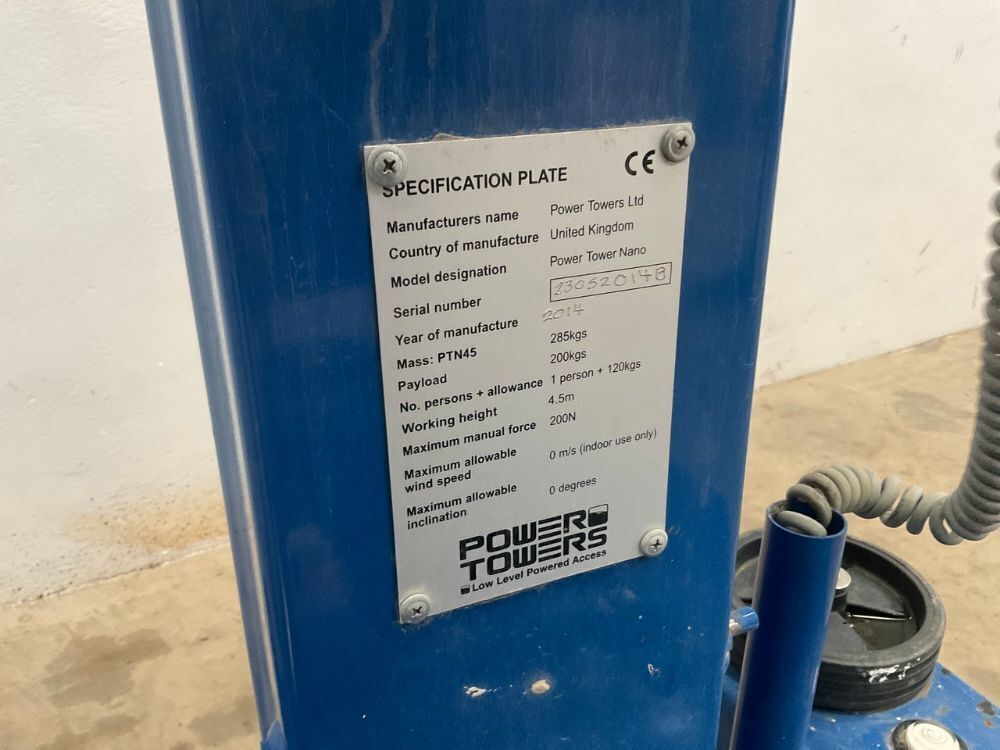 SPECIFICATION PLATE CE
Manufacturers name Power Towers Ltd
Country of manufacture United Kingdom
Model designation Power Tower Nano
Serial number 23052014B
Year of manufacture 2014
Mass: PTN45 285kgs
Payload 200kgs
No. persons + allowance 1 person + 120kgs
Working height 4.5m
Maximum manual force 200N
Maximum allowable
wind speed 0 m/s (indoor use only)
Maximum allowable
inclination 0 degrees
POWER
TOWERS
Low Level Powered Access